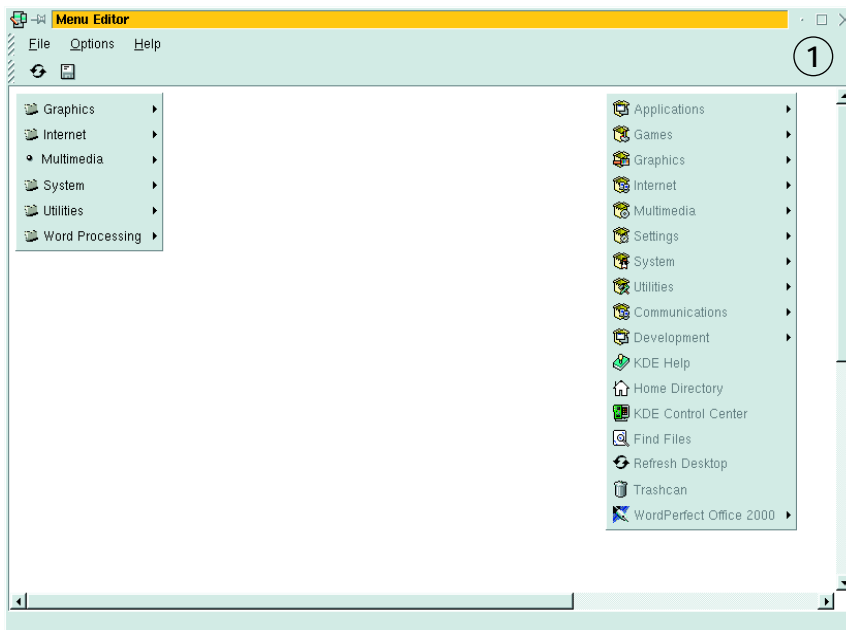 Menu Editor
File Options Help
1
Graphics
Internet
Multimedia
System
Utilities
Word Processing
Applications
Games
Graphics
Internet
Multimedia
Settings
System
Utilities
Communications
Development
KDE Help
Home Directory
KDE Control Center
Find Files
Refresh Desktop
Trashcan
WordPerfect Office 2000